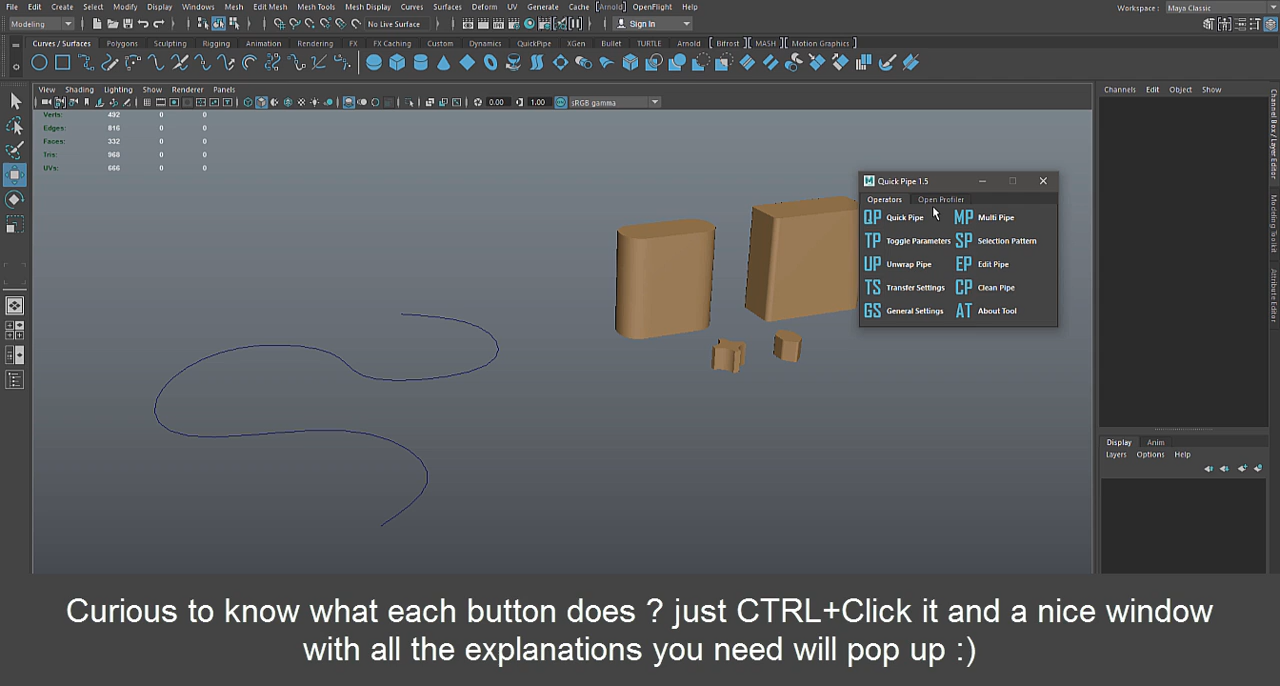 File Edit Create Select Modify Display Windows Mesh Edit Mesh Mesh Tools Mesh Display Curves Surfaces Deform UV Generate Cache [Arnold] OpenFlight Help
Workspace : Maya Classic
Modeling No Live Surface Sign In
Curves / Surfaces Polygons Sculpting Rigging Animation Rendering FX FX Caching Custom Dynamics QuickPipe XGen Bullet TURTLE Arnold [ Bifrost ] [ MASH ] [ Motion Graphics ]
View Shading Lighting Show Renderer Panels
0.00 1.00 sRGB gamma
Verts: 492 0 0
Edges: 816 0 0
Faces: 332 0 0
Tris: 968 0 0
UVs: 666 0 0
Quick Pipe 1.5
Operators Open Profiler
QP Quick Pipe MP Multi Pipe
TP Toggle Parameters SP Selection Pattern
UP Unwrap Pipe EP Edit Pipe
TS Transfer Settings CP Clean Pipe
GS General Settings AT About Tool
Channels Edit Object Show
Channel Box / Layer Editor
Modeling Toolkit
Attribute Editor
Display Anim
Layers Options Help
Curious to know what each button does ? just CTRL+Click it and a nice window
with all the explanations you need will pop up :)